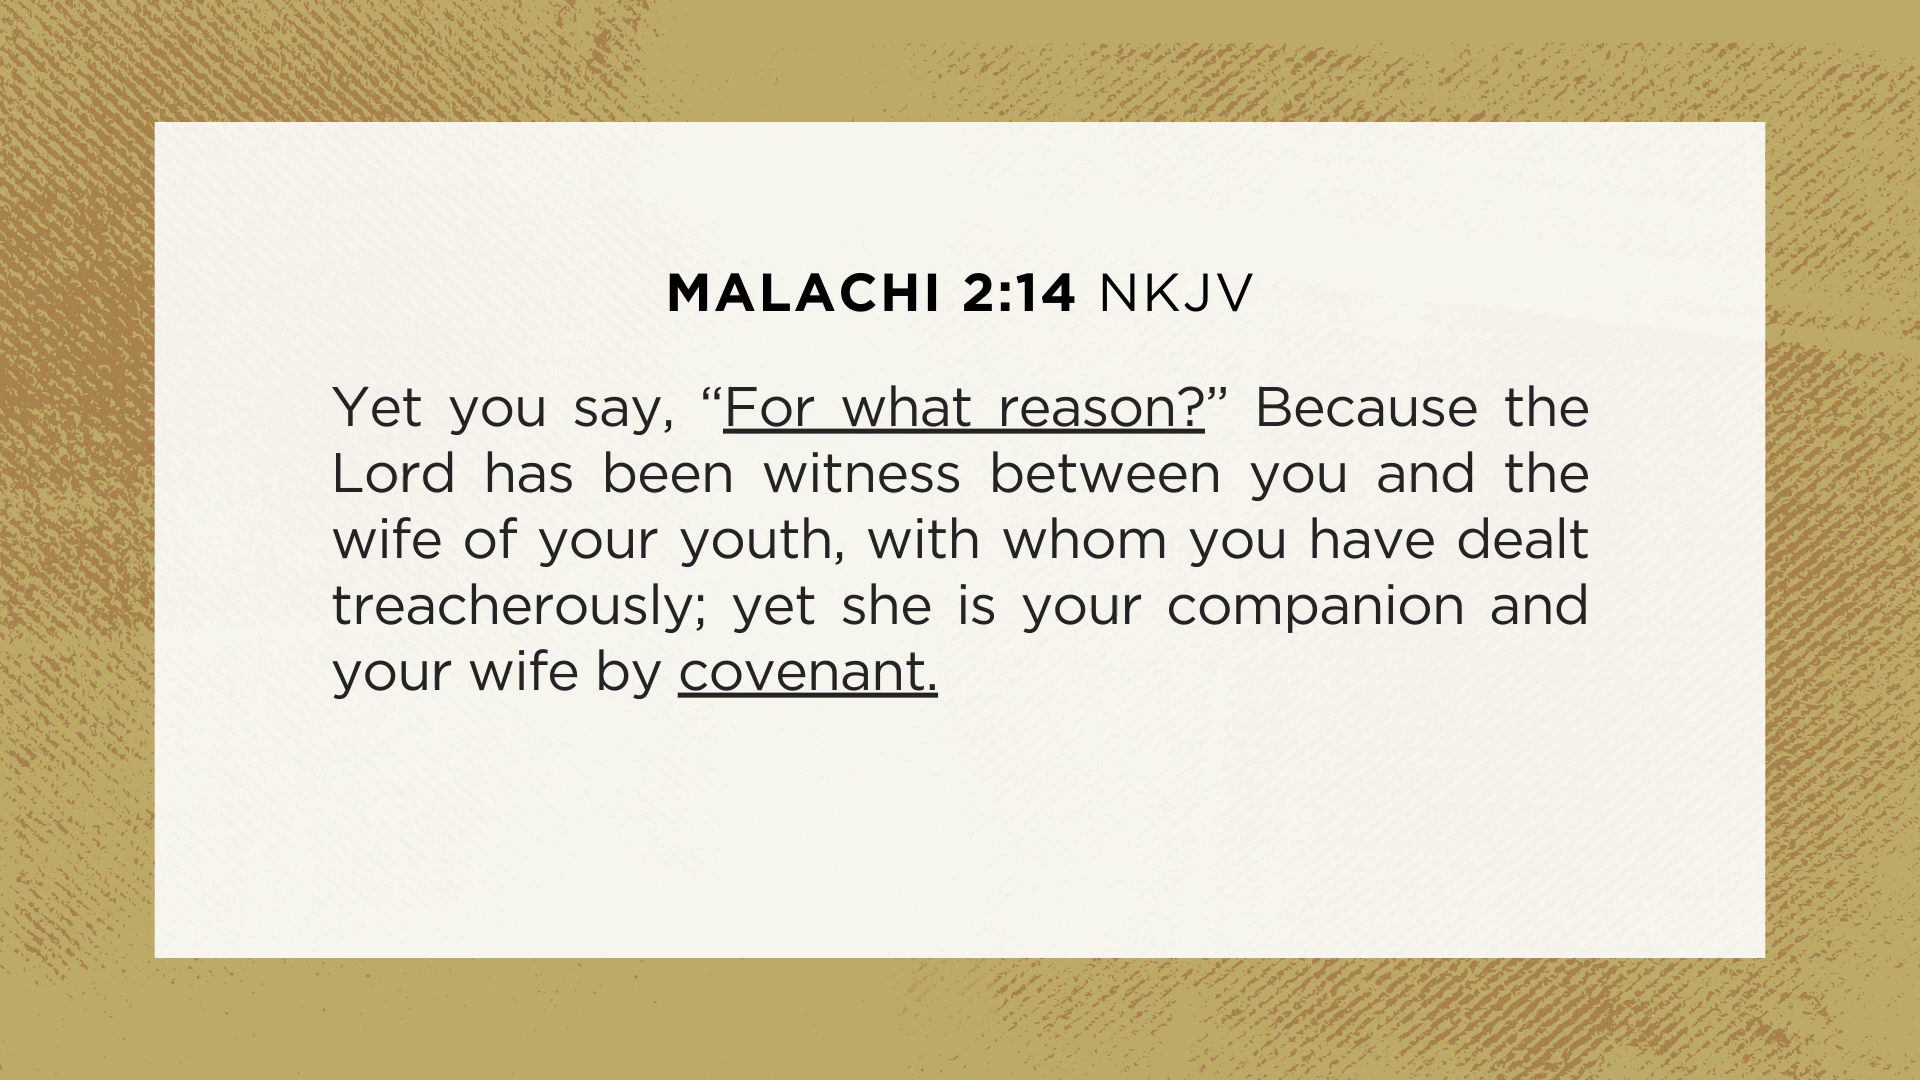 MALACHI 2:14 NKJV
Yet you say, “For what reason?” Because the
Lord has been witness between you and the
wife of your youth, with whom you have dealt
treacherously; yet she is your companion and
your wife by covenant.